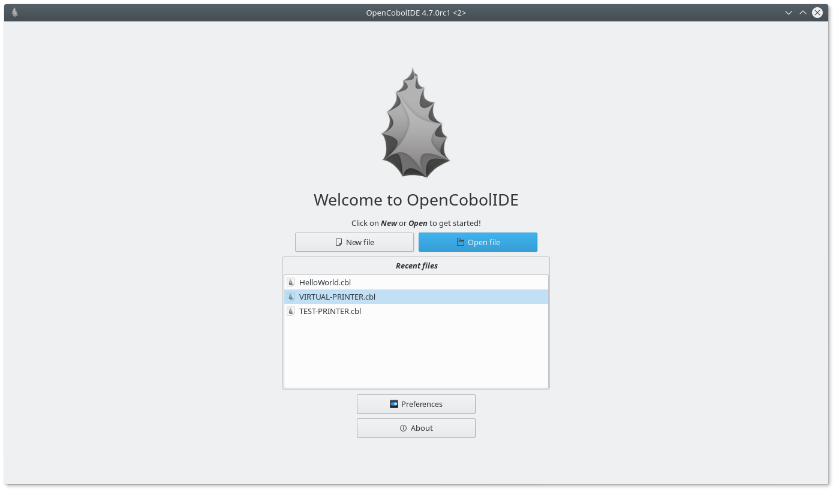 OpenCobolIDE 4.7.0rc1 <2>
Welcome to OpenCobolIDE
Click on New or Open to get started!
New file
Open file
Recent files
HelloWorld.cbl
VIRTUAL-PRINTER.cbl
TEST-PRINTER.cbl
Preferences
About